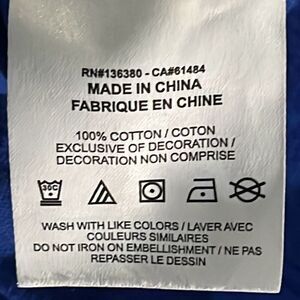 RN#136380 - CA#61484
MADE IN CHINA
FABRIQUE EN CHINE
100% COTTON / COTON
EXCLUSIVE OF DECORATION /
DECORATION NON COMPRISE
30C
WASH WITH LIKE COLORS / LAVER AVEC
COULEURS SIMILAIRES
DO NOT IRON ON EMBELLISHMENT / NE PAS
REPASSER LE DESSIN